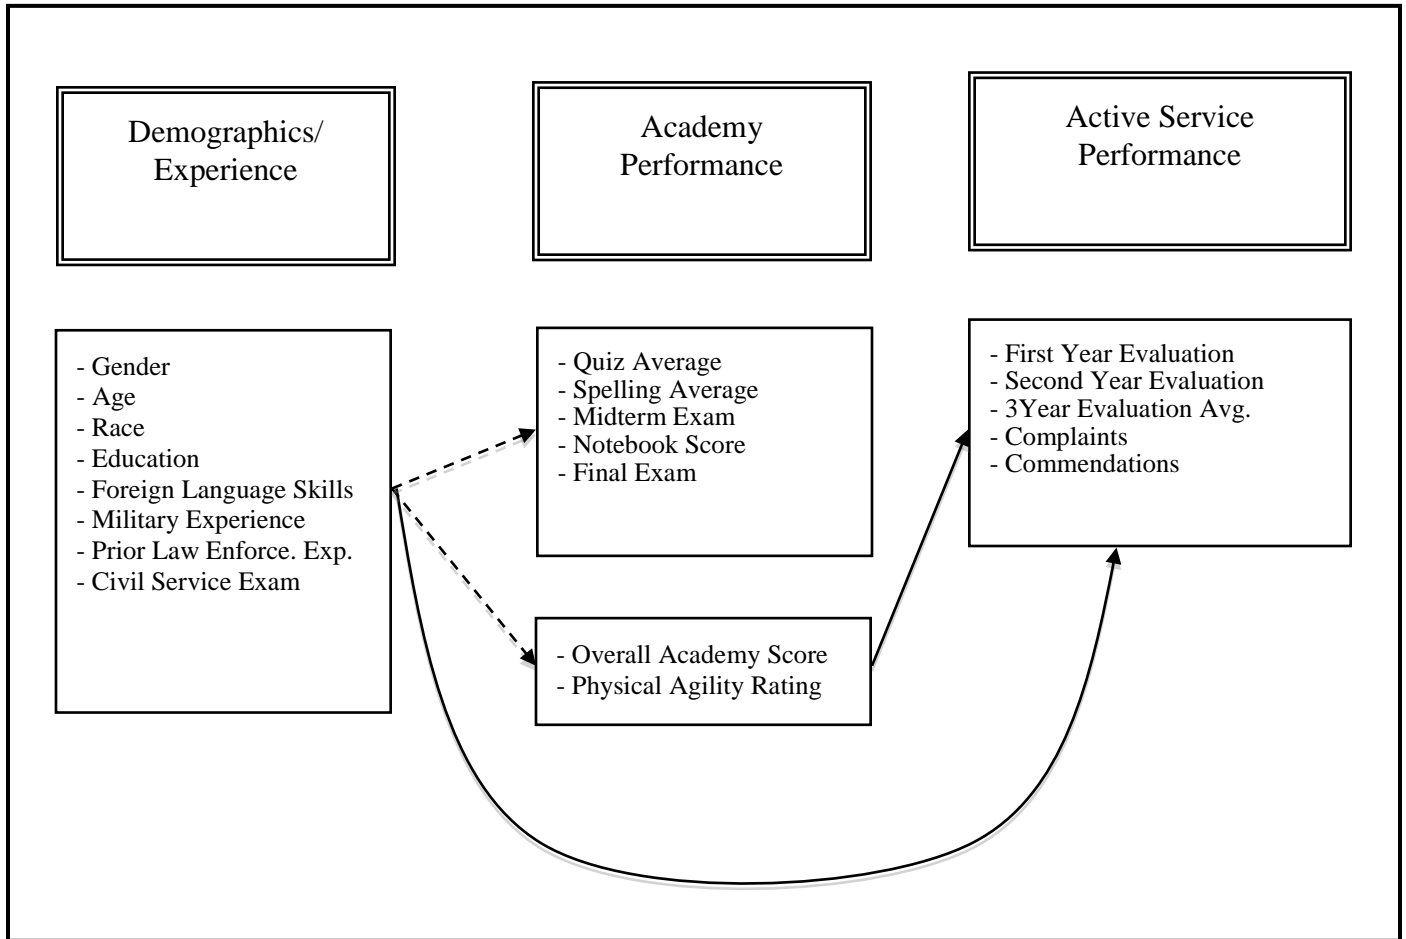 Demographics/
Experience
Academy
Performance
Active Service
Performance
- Gender
- Age
- Race
- Education
- Foreign Language Skills
- Military Experience
- Prior Law Enforce. Exp.
- Civil Service Exam
- Quiz Average
- Spelling Average
- Midterm Exam
- Notebook Score
- Final Exam
- Overall Academy Score
- Physical Agility Rating
- First Year Evaluation
- Second Year Evaluation
- 3Year Evaluation Avg.
- Complaints
- Commendations